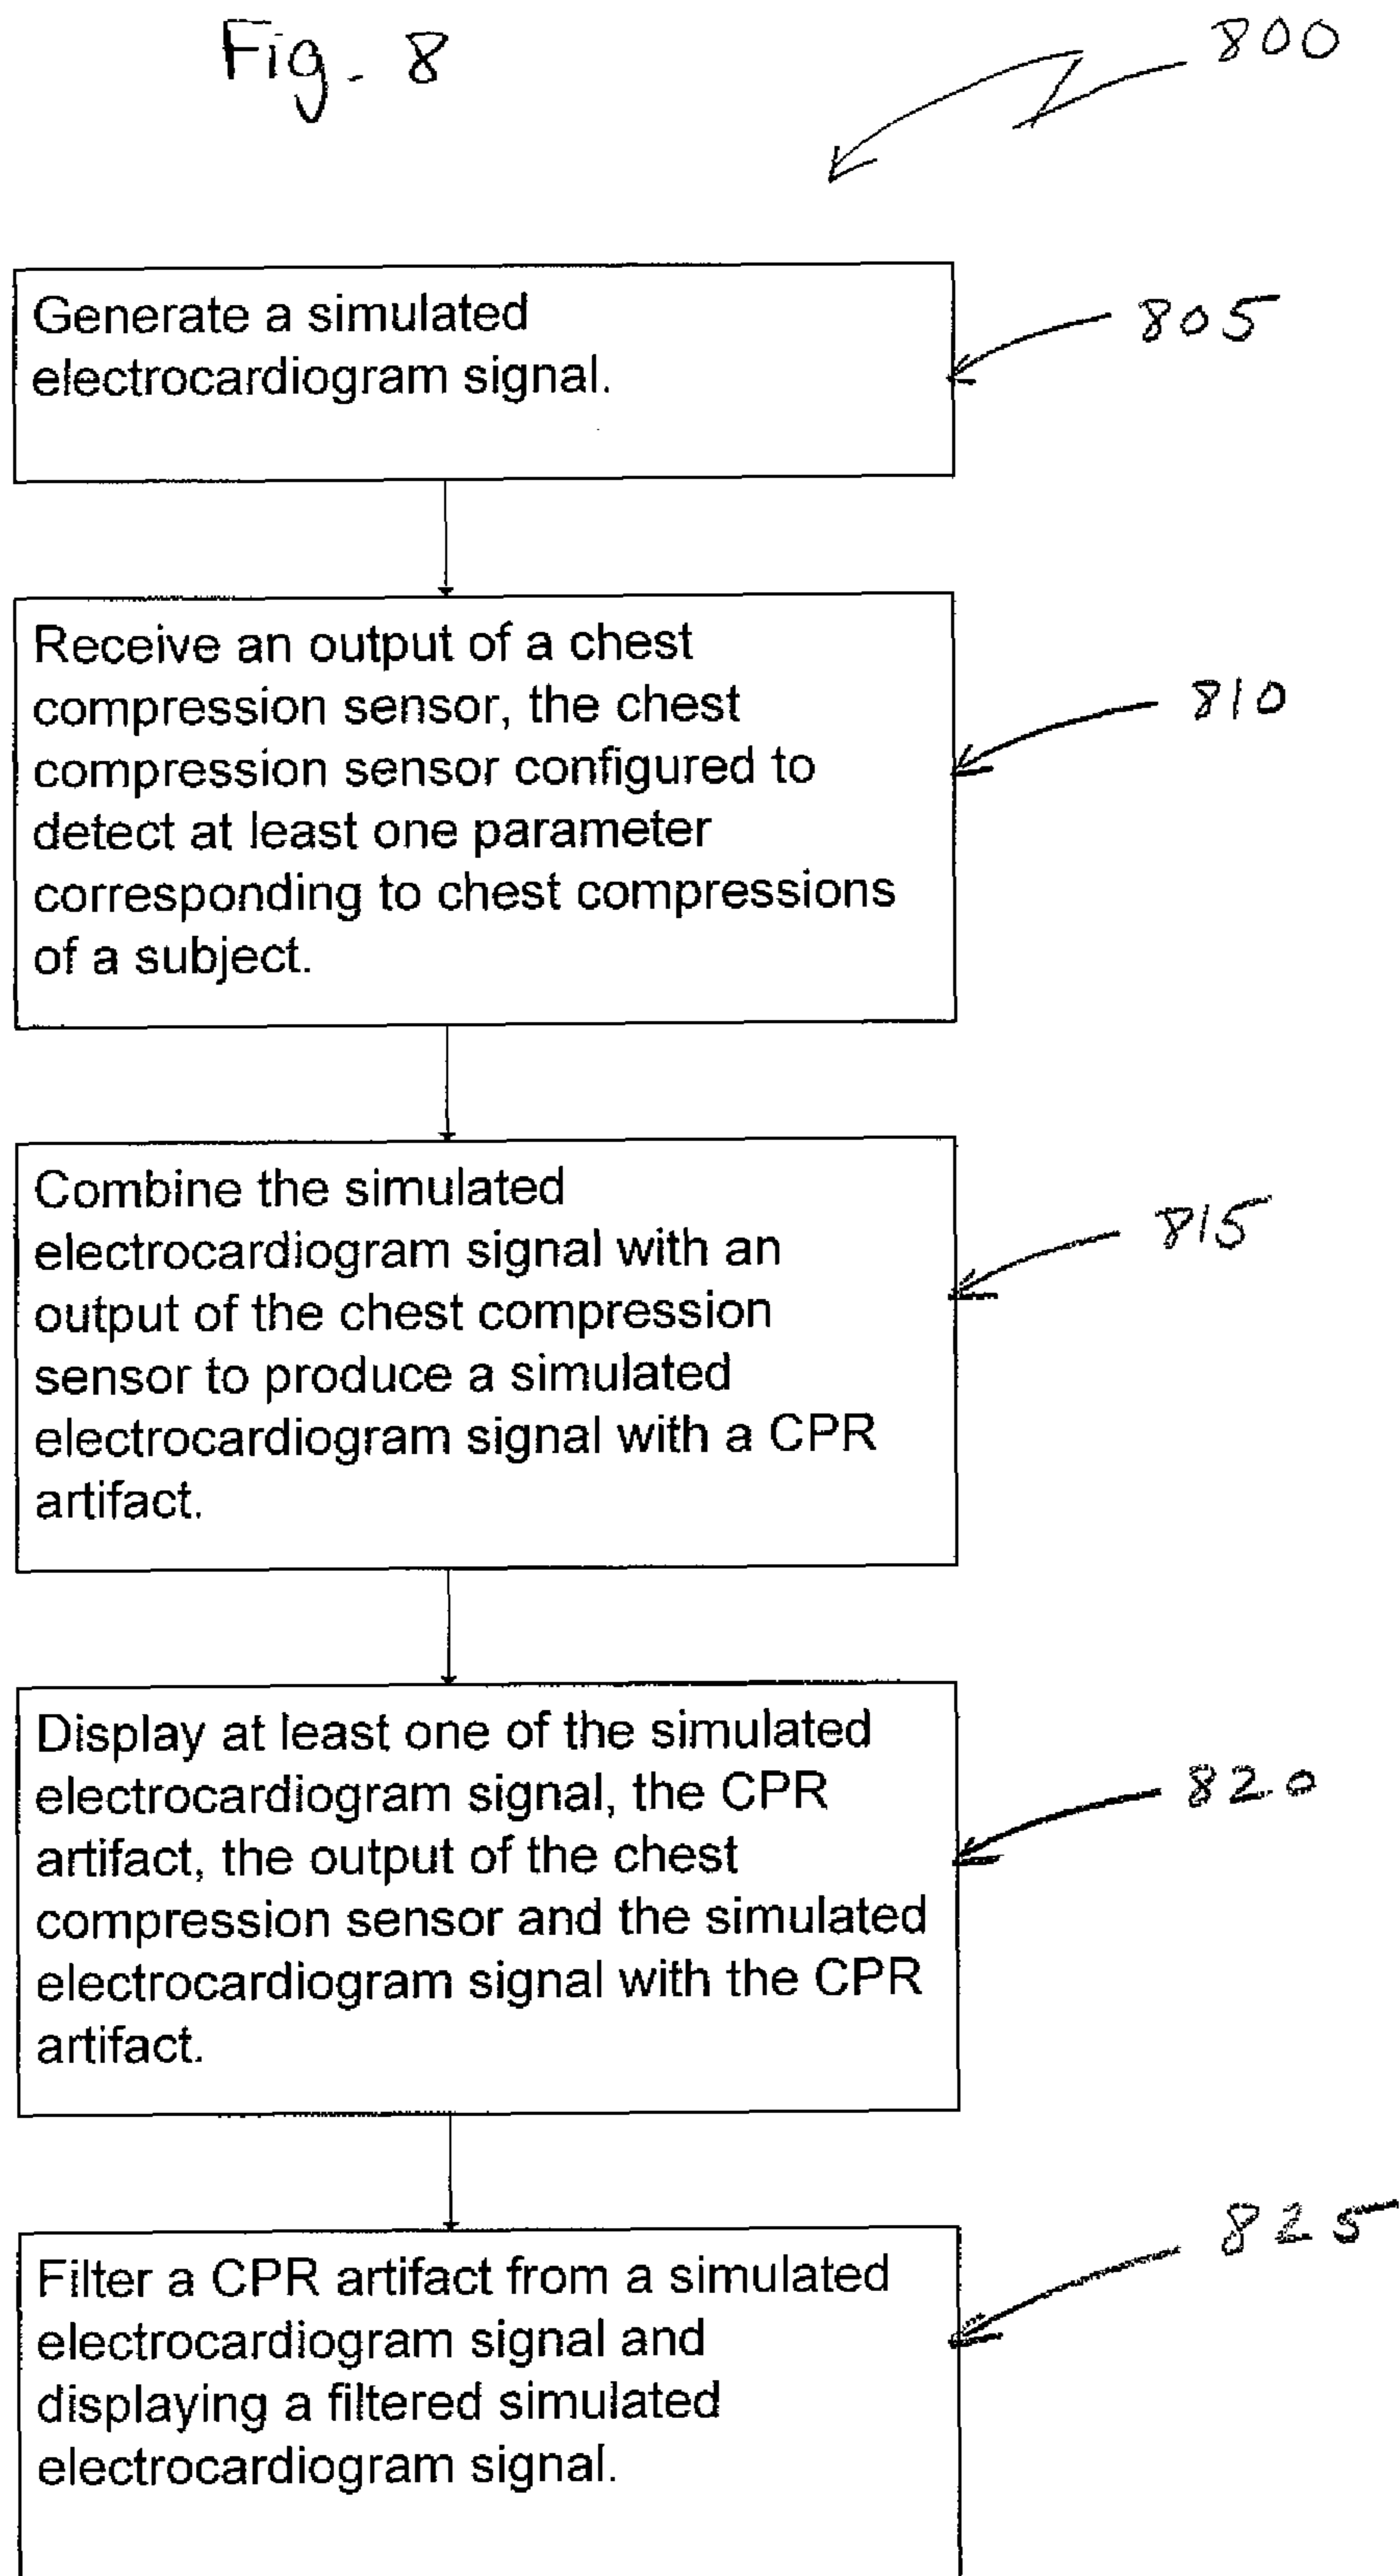 Fig. 8
800
Generate a simulated
electrocardiogram signal.
805
Receive an output of a chest
compression sensor, the chest
compression sensor configured to
detect at least one parameter
corresponding to chest compressions
of a subject.
810
Combine the simulated
electrocardiogram signal with an
output of the chest compression
sensor to produce a simulated
electrocardiogram signal with a CPR
artifact.
815
Display at least one of the simulated
electrocardiogram signal, the CPR
artifact, the output of the chest
compression sensor and the simulated
electrocardiogram signal with the CPR
artifact.
820
Filter a CPR artifact from a simulated
electrocardiogram signal and
displaying a filtered simulated
electrocardiogram signal.
825